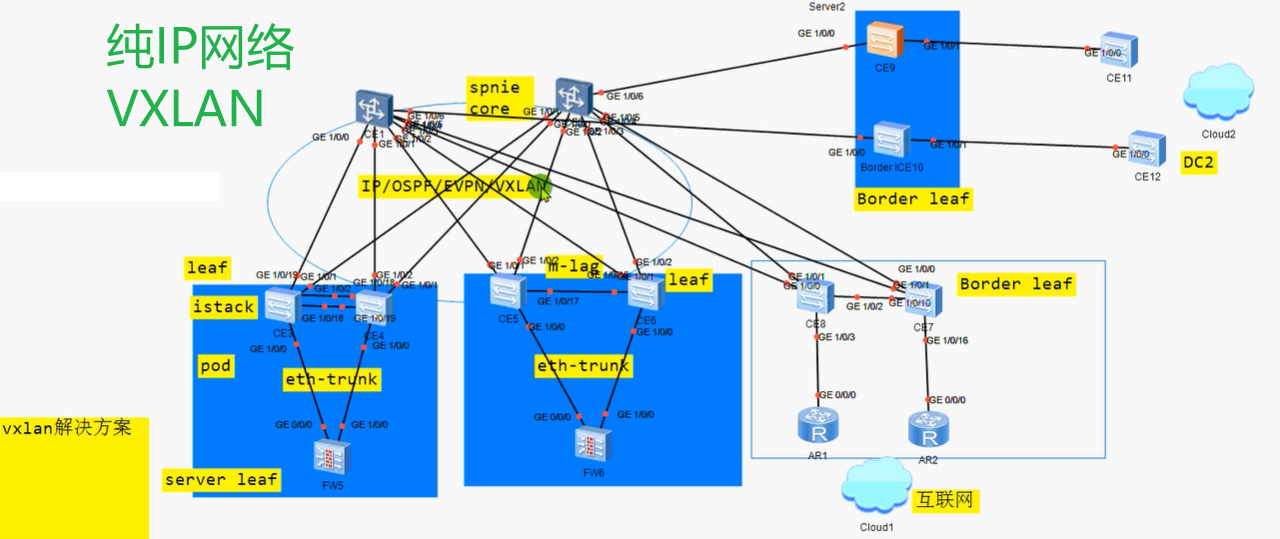 纯IP网络
VXLAN
Server2
GE 1/0/0
GE 1/0/1
CE9
GE 1/0/0
CE11
Cloud2
spnie
core
GE 1/0/6
CE1
GE 1/0/0
GE 1/0/6
GE 1/0/1
GE 1/0/2
GE 1/0/5
GE 1/0/3
IP/OSPF/EVPN/VXLAN
GE 1/0/0
Border ICE10
GE 1/0/1
GE 1/0/0
CE12
DC2
Border leaf
leaf
istack
GE 1/0/19
GE 1/0/1
GE 1/0/2
GE 1/0/18
GE 1/0/2
GE 1/0/18
GE 1/0/1
GE 1/0/19
CE3
CE4
GE 1/0/0
GE 1/0/0
pod
eth-trunk
GE 0/0/0
GE 1/0/0
FW5
server leaf
m-lag
leaf
GE 1/0/1
GE 1/0/2
GE 1/0/2
GE 1/0/1
GE 1/0/17
CE5
CE6
GE 1/0/0
GE 1/0/0
eth-trunk
GE 0/0/0
GE 1/0/0
FW6
Border leaf
GE 1/0/1
GE 1/0/0
GE 1/0/0
GE 1/0/1
GE 1/0/2
GE 1/0/10
CE8
CE7
GE 1/0/3
GE 1/0/16
GE 0/0/0
GE 0/0/0
AR1
AR2
Cloud1
互联网
vxlan解决方案